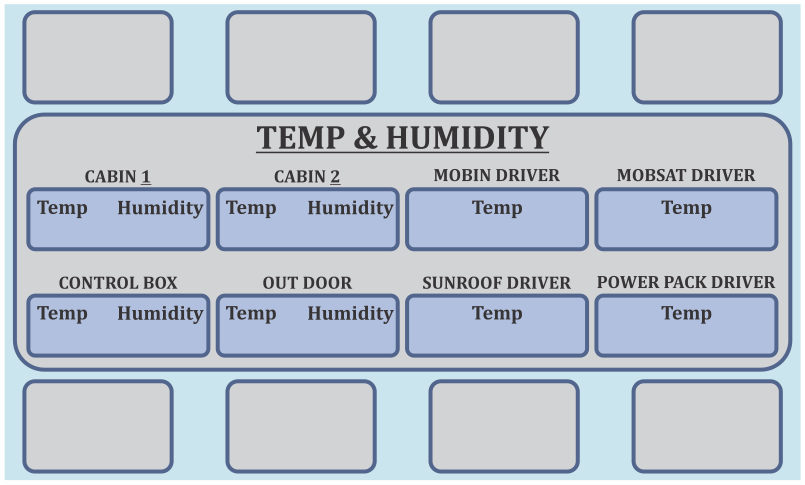 TEMP & HUMIDITY
CABIN 1 CABIN 2 MOBIN DRIVER MOBSAT DRIVER
Temp Humidity Temp Humidity Temp Temp
CONTROL BOX OUT DOOR SUNROOF DRIVER POWER PACK DRIVER
Temp Humidity Temp Humidity Temp Temp